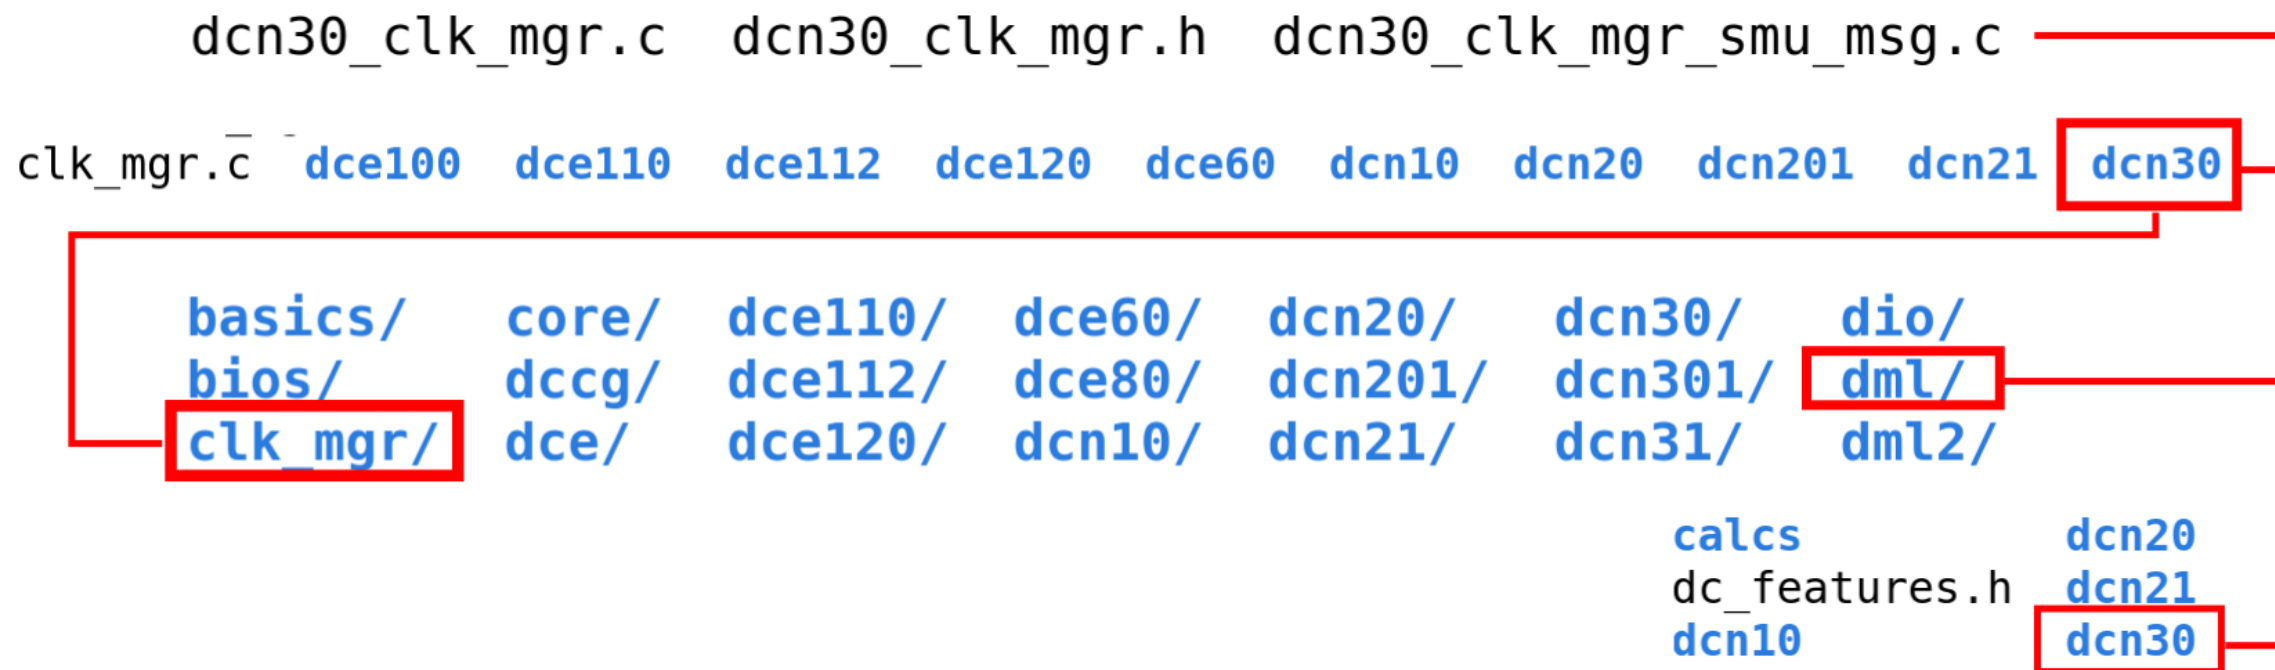 dcn30_clk_mgr.c dcn30_clk_mgr.h dcn30_clk_mgr_smu_msg.c
clk_mgr.c dce100 dce110 dce112 dce120 dce60 dcn10 dcn20 dcn201 dcn21 dcn30
basics/ core/ dce110/ dce60/ dcn20/ dcn30/ dio/
bios/ dccg/ dce112/ dce80/ dcn201/ dcn301/ dml/
clk_mgr/ dce/ dce120/ dcn10/ dcn21/ dcn31/ dml2/
calcs dcn20
dc_features.h dcn21
dcn10 dcn30